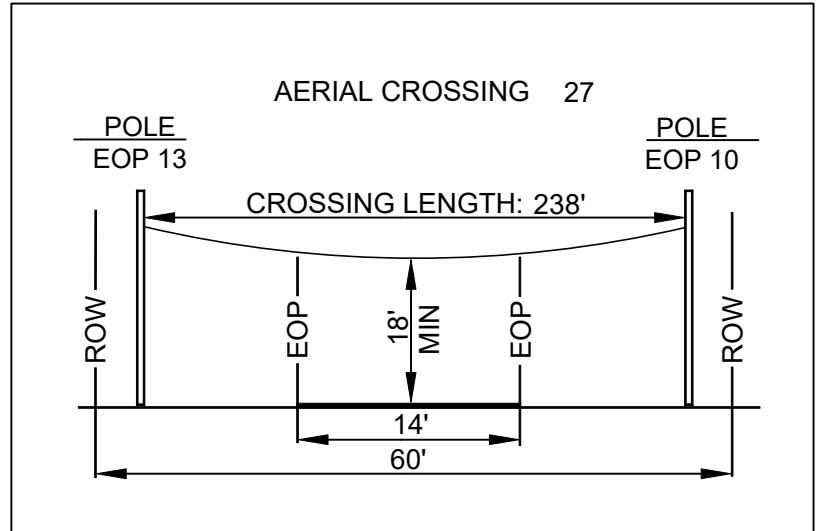 AERIAL CROSSING 27
POLE
EOP 13
POLE
EOP 10
CROSSING LENGTH: 238'
ROW
EOP
18'
MIN
EOP
ROW
14'
60'